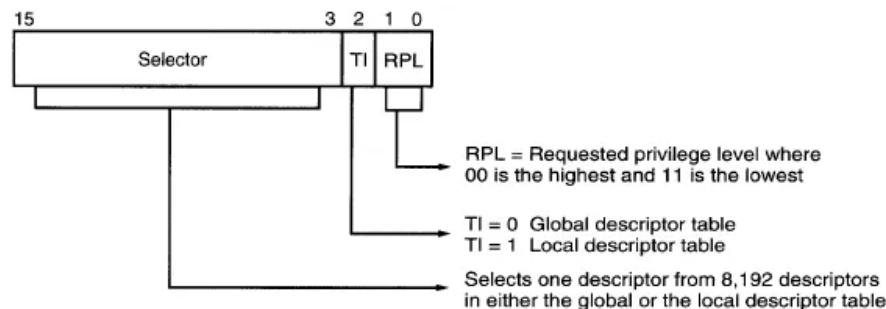 15 3 2 1 0
Selector TI RPL
RPL = Requested privilege level where
00 is the highest and 11 is the lowest
TI = 0 Global descriptor table
TI = 1 Local descriptor table
Selects one descriptor from 8,192 descriptors
in either the global or the local descriptor table